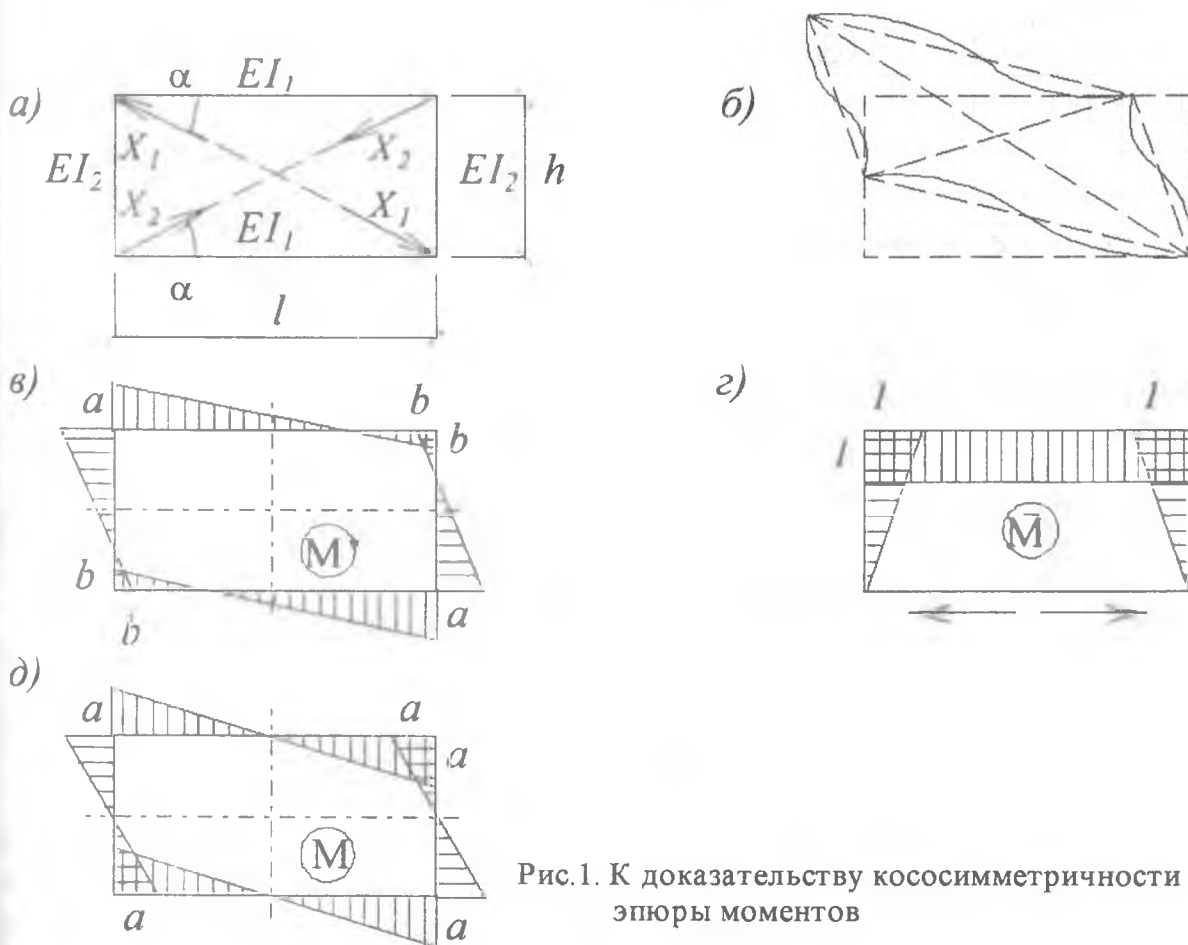 а)
α
EI₁
X₁
X₂
EI₂
EI₂
h
X₂
X₁
EI₁
α
l
б)
в)
a
b
b
M
b
b
a
г)
1
1
1
M̄
д)
a
a
a
M
a
a
Рис.1. К доказательству кососимметричности
эпюры моментов